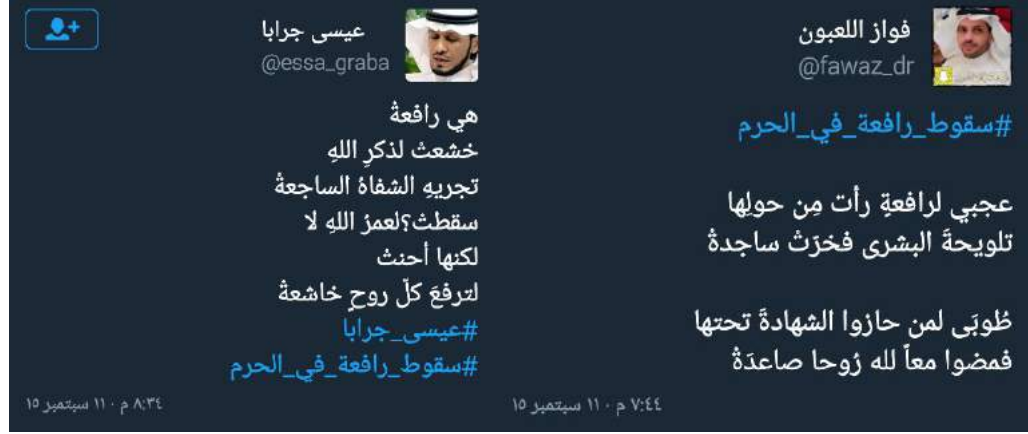 فواز اللعبون
@fawaz_dr
#سقوط_رافعة_في_الحرم
عجبي لرافعةٍ رأت مِن حولِها
تلويحةَ البشرى فخرّتْ ساجدةْ
طُوبَى لمن حازوا الشهادةَ تحتها
فمضوا معاً لله رُوحا صاعدَةْ
٧:٤٤ م · ١١ سبتمبر ١٥
عيسى جرابا
@essa_graba
هي رافعةْ
خشعتْ لذكرِ اللهِ
تجريهِ الشفاهُ الساجعةْ
سقطتْ؟لعمرُ اللهِ لا
لكنها أحنتْ
لترفعَ كلّ روحٍ خاشعةْ
#عيسى_جرابا
#سقوط_رافعة_في_الحرم
٨:٣٤ م · ١١ سبتمبر ١٥